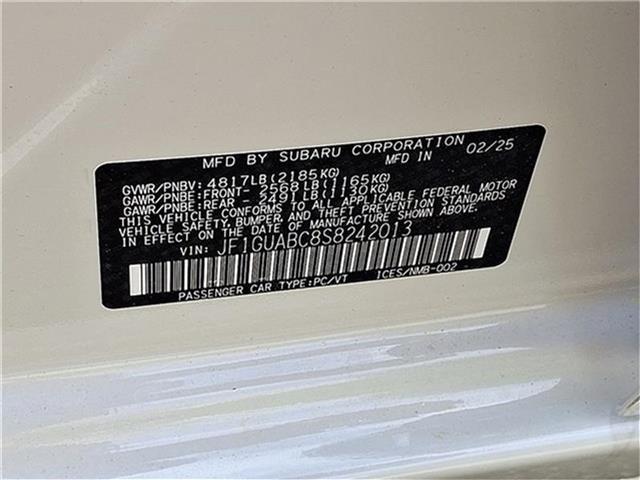 MFD BY SUBARU CORPORATION
MFD IN 02/25
GVWR/PNBV: 4817LB(2185KG)
GAWR/PNBE:FRONT- 2568LB(1165KG)
GAWR/PNBE:REAR - 2491LB(1130KG)
THIS VEHICLE CONFORMS TO ALL APPLICABLE FEDERAL MOTOR
VEHICLE SAFETY, BUMPER, AND THEFT PREVENTION STANDARDS
IN EFFECT ON THE DATE OF MANUFACTURE SHOWN ABOVE.
VIN: JF1GUABC8S8242013
PASSENGER CAR TYPE:PC/VT ICES/NMB-002